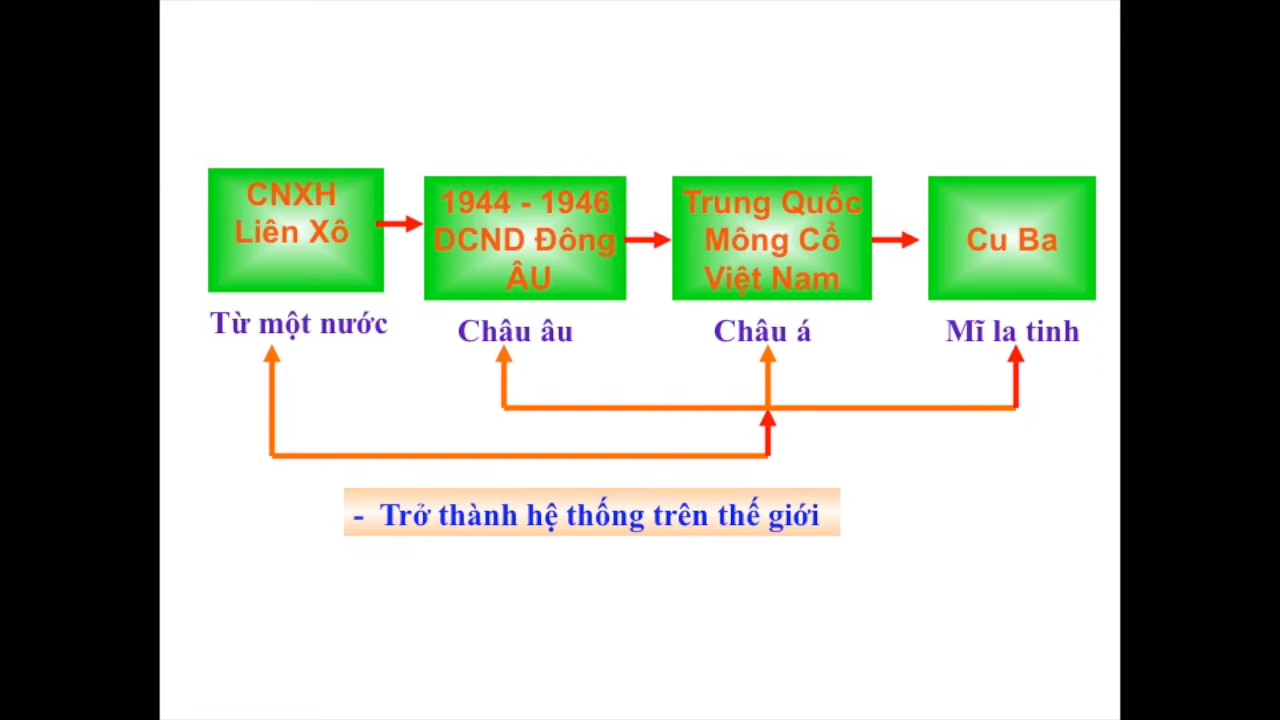 CNXH
Liên Xô
1944 - 1946
DCND Đông
ÂU
Trung Quốc
Mông Cổ
Việt Nam
Cu Ba
Từ một nước
Châu âu
Châu á
Mĩ la tinh
- Trở thành hệ thống trên thế giới